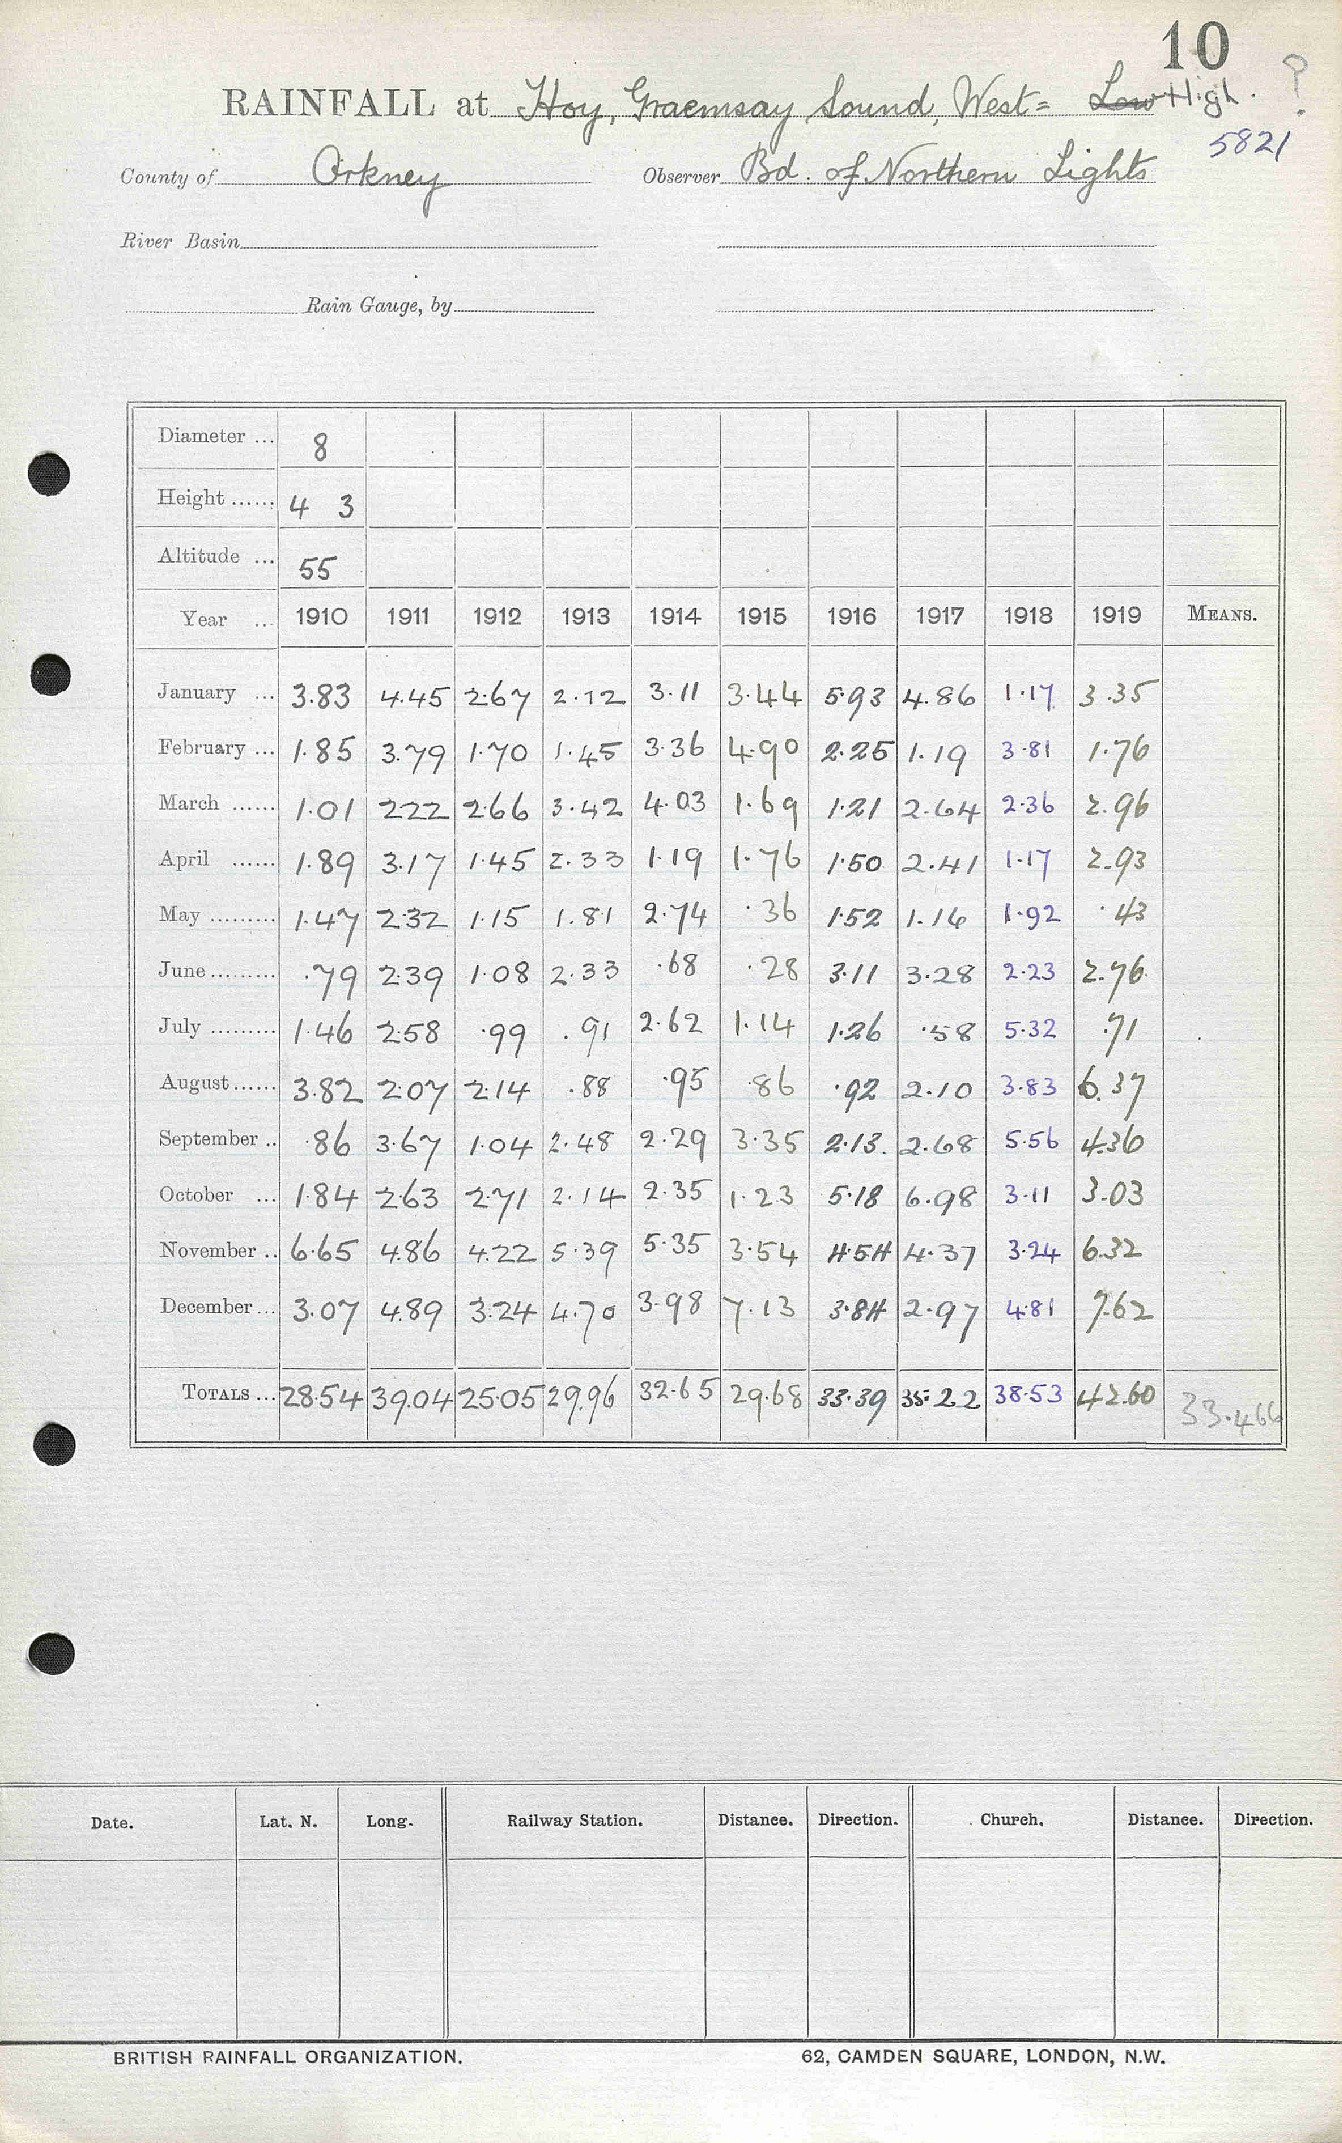 10
RAINFALL at Hoy, Graemsay Sound, West= Low High. ?
5821
County of Orkney Observer Bd. of Northern Lights
River Basin
Rain Gauge, by
Diameter ... 8
Height ...... 4 3
Altitude ... 55
Year ... 1910 1911 1912 1913 1914 1915 1916 1917 1918 1919 MEANS.
January ... 3.83 4.45 2.67 2.12 3.11 3.44 5.93 4.86 1.17 3.35
February ... 1.85 3.79 1.70 1.45 3.36 4.90 2.25 1.19 3.81 1.76
March ...... 1.01 2.22 2.66 3.42 4.03 1.69 1.21 2.64 2.36 2.96
April ...... 1.89 3.17 1.45 2.33 1.19 1.76 1.50 2.41 1.17 2.93
May ......... 1.47 2.32 1.15 1.81 2.74 .36 1.52 1.16 1.92 .43
June ......... .79 2.39 1.08 2.33 .68 .28 3.11 3.28 2.23 2.76
July ......... 1.46 2.58 .99 .91 2.62 1.14 1.26 .58 5.32 .71
August ...... 3.82 2.07 2.14 .88 .95 .86 .92 2.10 3.83 6.37
September .. .86 3.67 1.04 2.48 2.29 3.35 2.13 2.68 5.56 4.36
October ... 1.84 2.63 2.71 2.14 2.35 1.23 5.18 6.98 3.11 3.03
November .. 6.65 4.86 4.22 5.39 5.35 3.54 4.54 4.37 3.24 6.32
December ... 3.07 4.89 3.24 4.70 3.98 7.13 3.84 2.97 4.81 7.62
TOTALS ... 28.54 39.04 25.05 29.96 32.65 29.68 33.39 35.22 38.53 42.60 33.466
Date. Lat. N. Long. Railway Station. Distance. Direction. Church. Distance. Direction.
BRITISH RAINFALL ORGANIZATION. 62, CAMDEN SQUARE, LONDON, N.W.